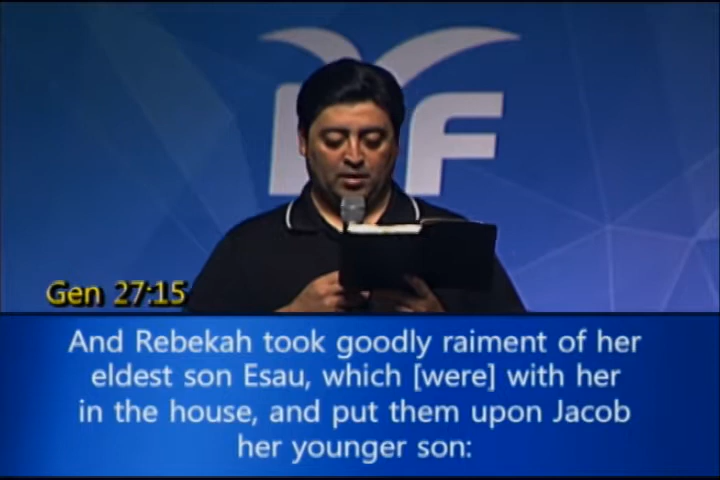 F
Gen 27:15
And Rebekah took goodly raiment of her
eldest son Esau, which [were] with her
in the house, and put them upon Jacob
her younger son: